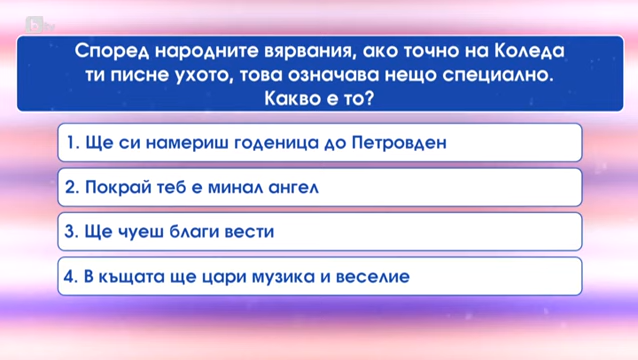 bTV
Според народните вярвания, ако точно на Коледа
ти писне ухото, това означава нещо специално.
Какво е то?
1. Ще си намериш годеница до Петровден
2. Покрай теб е минал ангел
3. Ще чуеш благи вести
4. В къщата ще цари музика и веселие